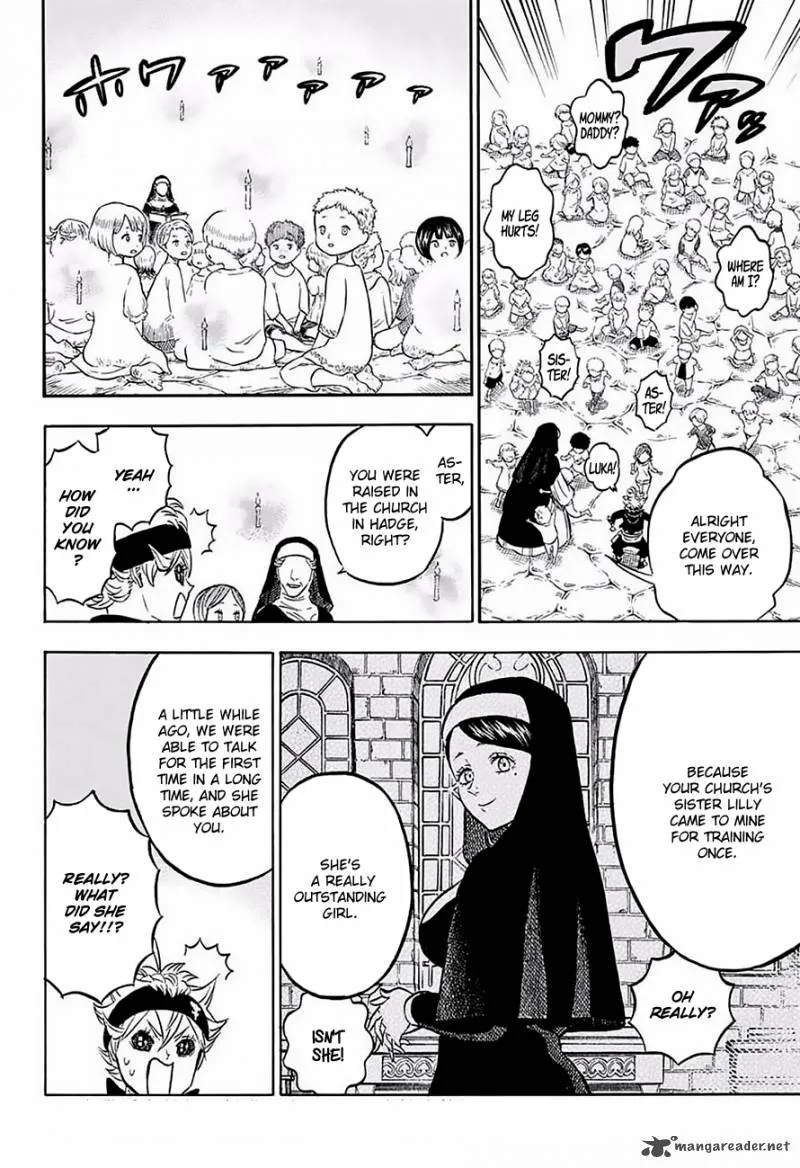 ワァァ
MOMMY?
DADDY?
MY LEG
HURTS!
WHERE
AM I?
SIS-
TER!
AS-
TER!
LUKA!
ALRIGHT
EVERYONE,
COME OVER
THIS WAY.
ホワァァァァァ
AS-
TER,
YOU WERE
RAISED IN
THE CHURCH
IN HADGE,
RIGHT?
YEAH
...
HOW
DID
YOU
KNOW
?
BECAUSE
YOUR CHURCH'S
SISTER LILLY
CAME TO MINE
FOR TRAINING
ONCE.
OH
REALLY?
SHE'S
A REALLY
OUTSTANDING
GIRL.
ISN'T
SHE!
A LITTLE WHILE
AGO, WE WERE
ABLE TO TALK
FOR THE FIRST
TIME IN A LONG
TIME, AND SHE
SPOKE ABOUT
YOU.
REALLY?
WHAT
DID SHE
SAY!!?
mangareader.net